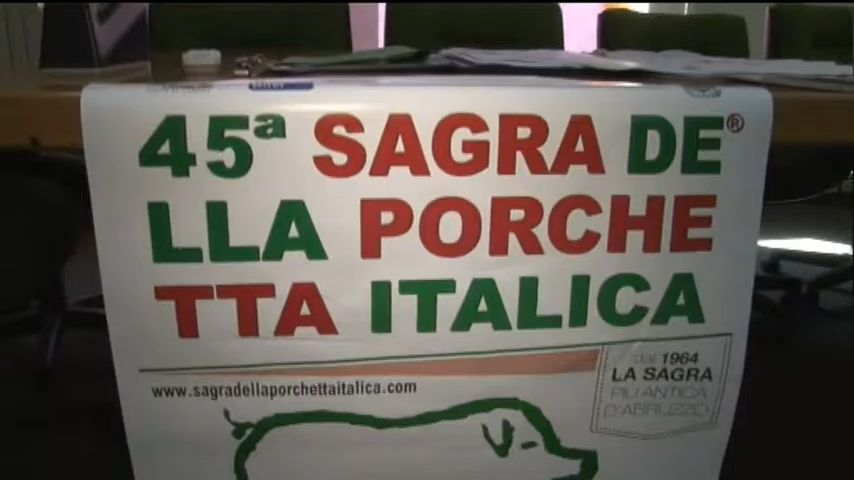 45ª SAGRA DE®
LLA PORCHE
TTA ITALICA
www.sagradellaporchettaitalica.com
DAL 1964
LA SAGRA
PIÙ ANTICA
D'ABRUZZO